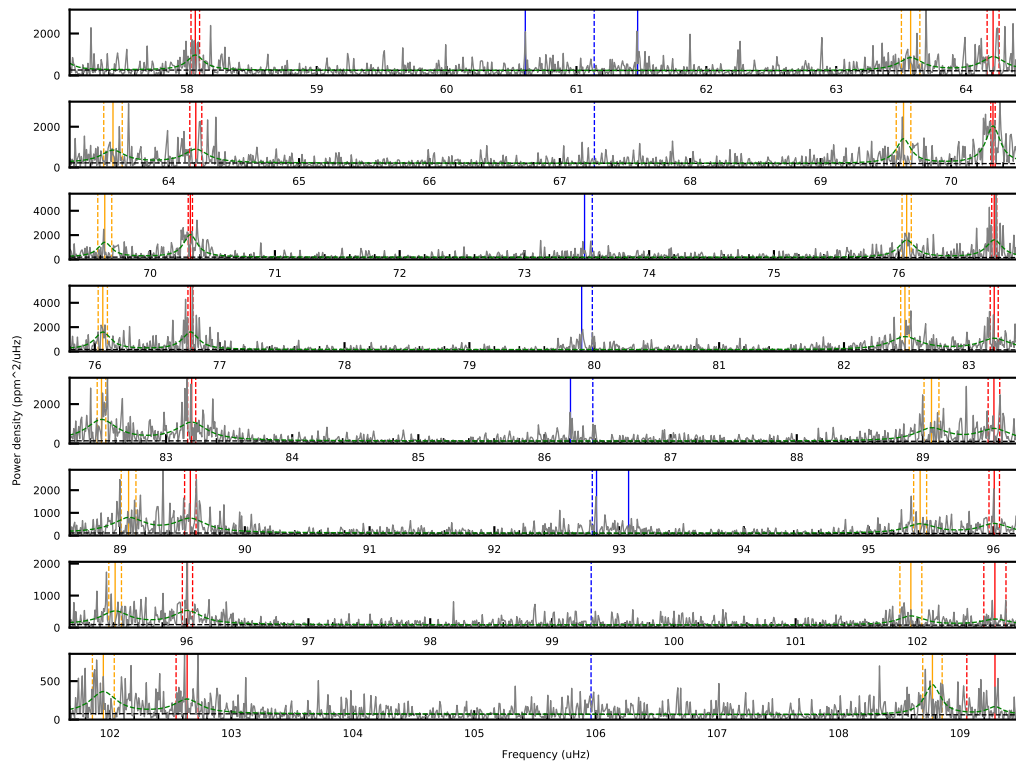 2000
0
58 59 60 61 62 63 64
2000
0
64 65 66 67 68 69 70
4000
2000
0
70 71 72 73 74 75 76
4000
2000
0
76 77 78 79 80 81 82 83
2000
0
83 84 85 86 87 88 89
2000
1000
0
89 90 91 92 93 94 95 96
2000
1000
0
96 97 98 99 100 101 102
500
0
102 103 104 105 106 107 108 109
Power density (ppm^2/uHz)
Frequency (uHz)